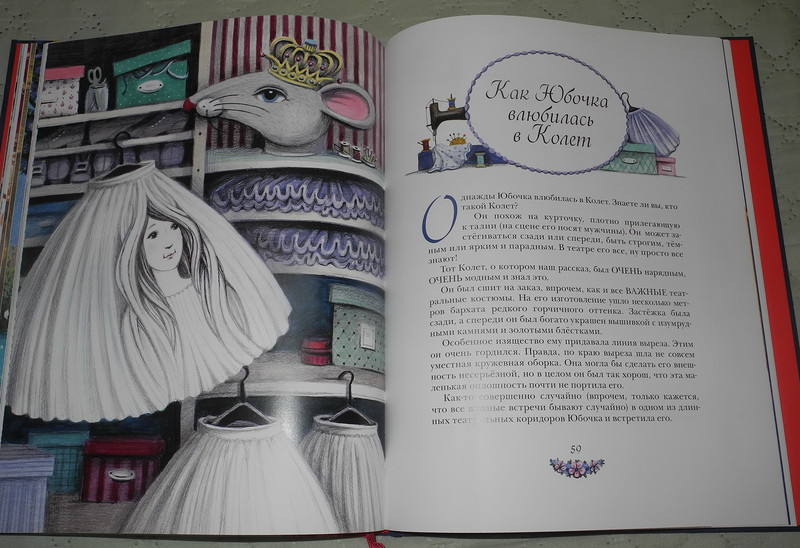 Как Юбочка
влюбилась
в Колет
Однажды Юбочка влюбилась в Колет. Знаете ли вы, кто
такой Колет?
Он похож на курточку, плотно прилегающую
к талии (на сцене его носят мужчины). Он может за-
стёгиваться сзади или спереди, быть строгим, тём-
ным или ярким и парадным. В театре его все, ну просто все
знают!
Тот Колет, о котором наш рассказ, был ОЧЕНЬ нарядным,
ОЧЕНЬ модным и знал это.
Он был сшит на заказ, впрочем, как и все ВАЖНЫЕ теат-
ральные костюмы. На его изготовление ушло несколько мет-
ров бархата редкого горчичного оттенка. Застёжка была
сзади, а спереди он был богато украшен вышивкой с изумруд-
ными камнями и золотыми блёстками.
Особенное изящество ему придавала линия выреза. Этим
он очень гордился. Правда, по краю выреза шла не совсем
уместная кружевная оборка. Она могла бы сделать его внеш-
ность несерьёзной, но в целом он был так хорош, что эта ма-
ленькая оплошность почти не портила его.
Как-то совершенно случайно (впрочем, только кажется,
что все важные встречи бывают случайно) в одном из длин-
ных театральных коридоров Юбочка и встретила его.
59